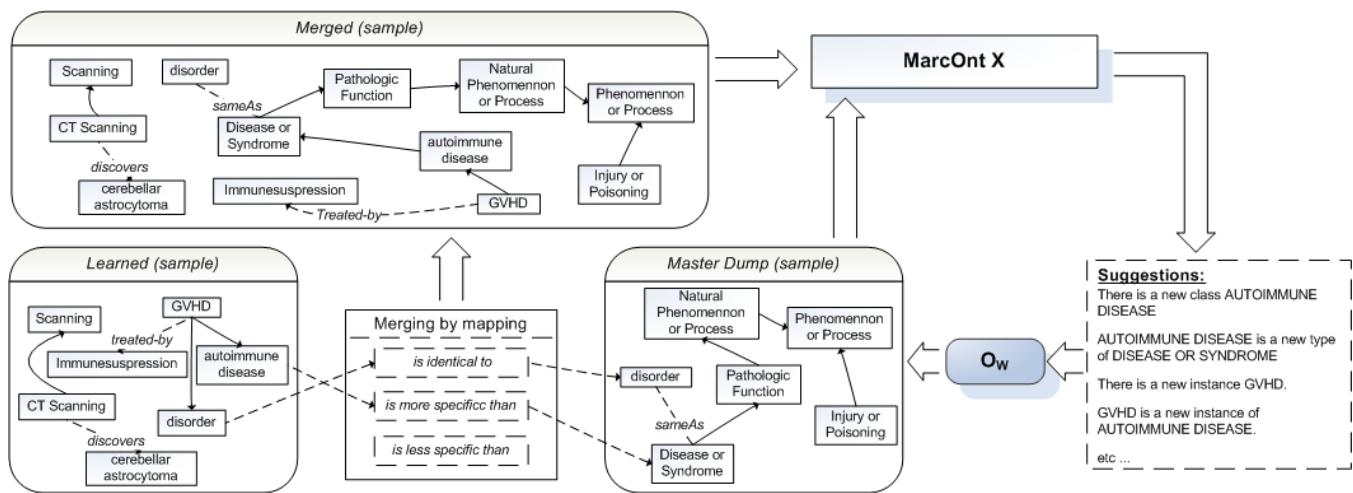 Merged (sample)
Scanning
disorder
Pathologic
Function
Natural
Phenomennon
or Process
Phenomennon
or Process
sameAs
CT Scanning
Disease or
Syndrome
autoimmune
disease
discovers
cerebellar
astrocytoma
Immunesuspression
Treated-by
GVHD
Injury or
Poisoning
MarcOnt X
Learned (sample)
GVHD
Scanning
treated-by
Immunesuspression
autoimmune
disease
CT Scanning
disorder
discovers
cerebellar
astrocytoma
Merging by mapping
is identical to
is more specificc than
is less specific than
Master Dump (sample)
Natural
Phenomennon
or Process
Phenomennon
or Process
disorder
Pathologic
Function
sameAs
Disease or
Syndrome
Injury or
Poisoning
OW
Suggestions:
There is a new class AUTOIMMUNE
DISEASE
AUTOIMMUNE DISEASE is a new type
of DISEASE OR SYNDROME
There is a new instance GVHD.
GVHD is a new instance of
AUTOIMMUNE DISEASE.
etc ...